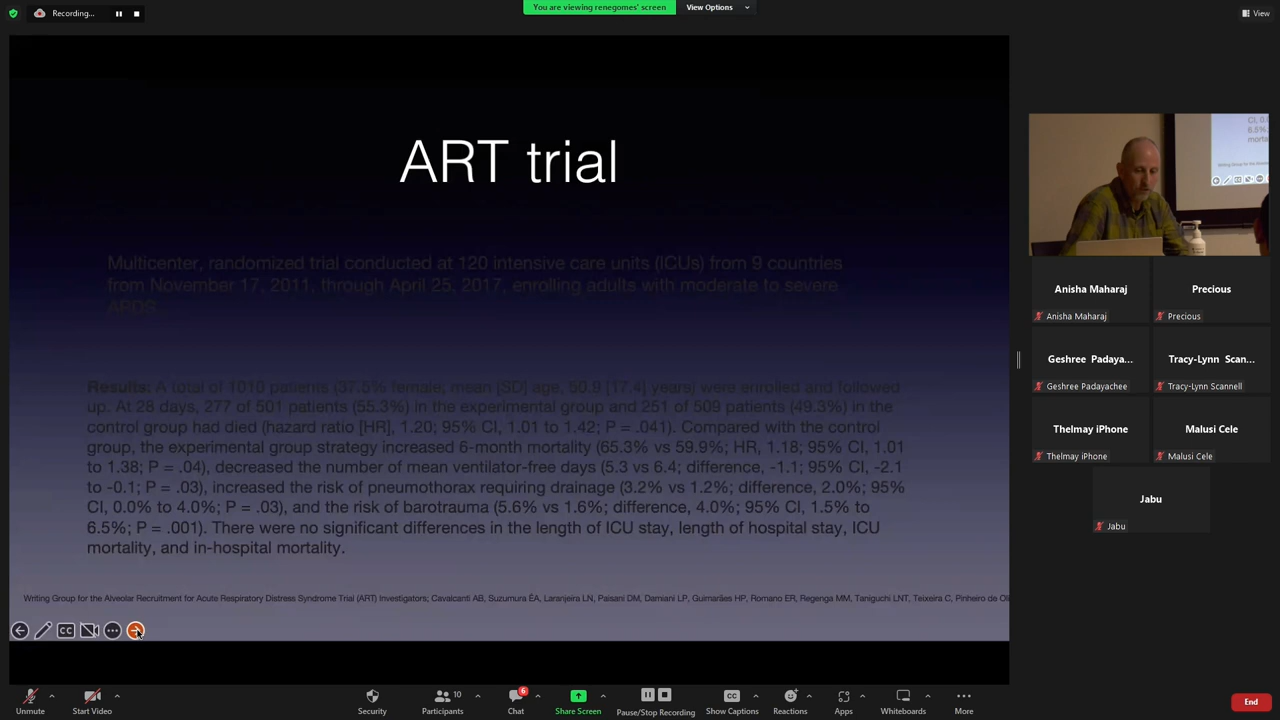 Recording...
You are viewing renegomes' screen
View Options
View
ART trial
Multicenter, randomized trial conducted at 120 intensive care units (ICUs) from 9 countries
from November 17, 2011, through April 25, 2017, enrolling adults with moderate to severe
ARDS.
Results: A total of 1010 patients (37.5% female; mean [SD] age, 50.9 [17.4] years) were enrolled and followed
up. At 28 days, 277 of 501 patients (55.3%) in the experimental group and 251 of 509 patients (49.3%) in the
control group had died (hazard ratio [HR], 1.20; 95% CI, 1.01 to 1.42; P = .041). Compared with the control
group, the experimental group strategy increased 6-month mortality (65.3% vs 59.9%; HR, 1.18; 95% CI, 1.01
to 1.38; P = .04), decreased the number of mean ventilator-free days (5.3 vs 6.4; difference, -1.1; 95% CI, -2.1
to -0.1; P = .03), increased the risk of pneumothorax requiring drainage (3.2% vs 1.2%; difference, 2.0%; 95%
CI, 0.0% to 4.0%; P = .03), and the risk of barotrauma (5.6% vs 1.6%; difference, 4.0%; 95% CI, 1.5% to
6.5%; P = .001). There were no significant differences in the length of ICU stay, length of hospital stay, ICU
mortality, and in-hospital mortality.
Writing Group for the Alveolar Recruitment for Acute Respiratory Distress Syndrome Trial (ART) Investigators; Cavalcanti AB, Suzumura ÉA, Laranjeira LN, Paisani DM, Damiani LP, Guimarães HP, Romano ER, Regenga MM, Taniguchi LNT, Teixeira C, Pinheiro de Oli
CC
Anisha Maharaj
Anisha Maharaj
Precious
Precious
Geshree Padaya...
Geshree Padayachee
Tracy-Lynn Scan...
Tracy-Lynn Scannell
Thelmay iPhone
Thelmay iPhone
Malusi Cele
Malusi Cele
Jabu
Jabu
Unmute
Start Video
Security
Participants 10
Chat 6
Share Screen
Pause/Stop Recording
CC
Show Captions
Reactions
Apps
Whiteboards
More
End